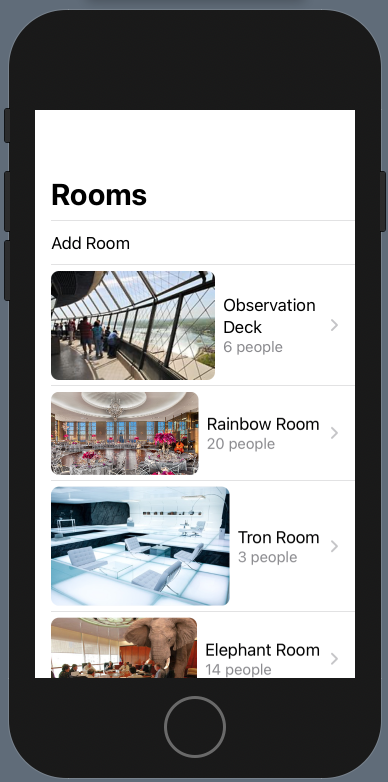 Rooms
Add Room
Observation
Deck
6 people
Rainbow Room
20 people
Tron Room
3 people
Elephant Room
14 people